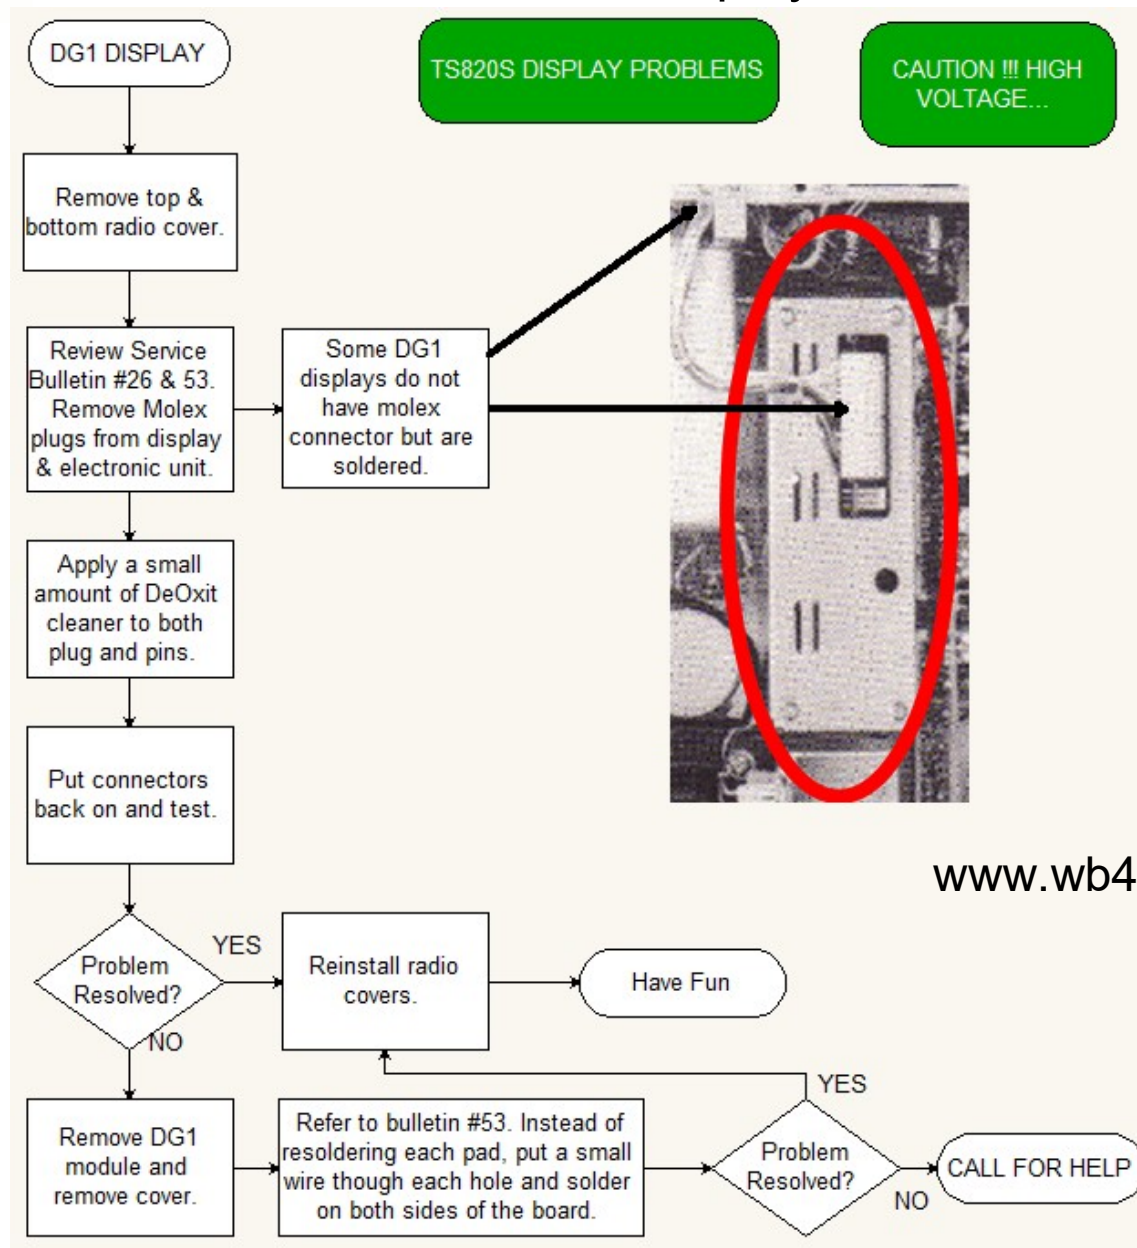 DG1 DISPLAY
TS820S DISPLAY PROBLEMS
CAUTION !!! HIGH
VOLTAGE...
Remove top &
bottom radio cover.
Review Service
Bulletin #26 & 53.
Remove Molex
plugs from display
& electronic unit.
Some DG1
displays do not
have molex
connector but are
soldered.
Apply a small
amount of DeOxit
cleaner to both
plug and pins.
Put connectors
back on and test.
www.wb4
Problem
Resolved?
YES
NO
Reinstall radio
covers.
Have Fun
Remove DG1
module and
remove cover.
Refer to bulletin #53. Instead of
resoldering each pad, put a small
wire though each hole and solder
on both sides of the board.
Problem
Resolved?
YES
NO
CALL FOR HELP